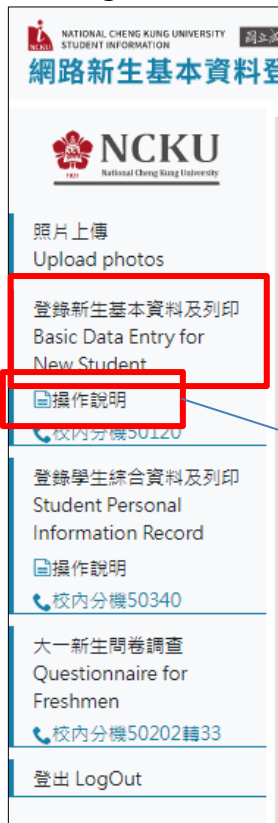 NCKU
NATIONAL CHENG KUNG UNIVERSITY
STUDENT INFORMATION
網路新生基本資料登
1931
NCKU
National Cheng Kung University
照片上傳
Upload photos
登錄新生基本資料及列印
Basic Data Entry for
New Student
操作說明
校內分機50120
登錄學生綜合資料及列印
Student Personal
Information Record
操作說明
校內分機50340
大一新生問卷調查
Questionnaire for
Freshmen
校內分機50202轉33
登出 LogOut